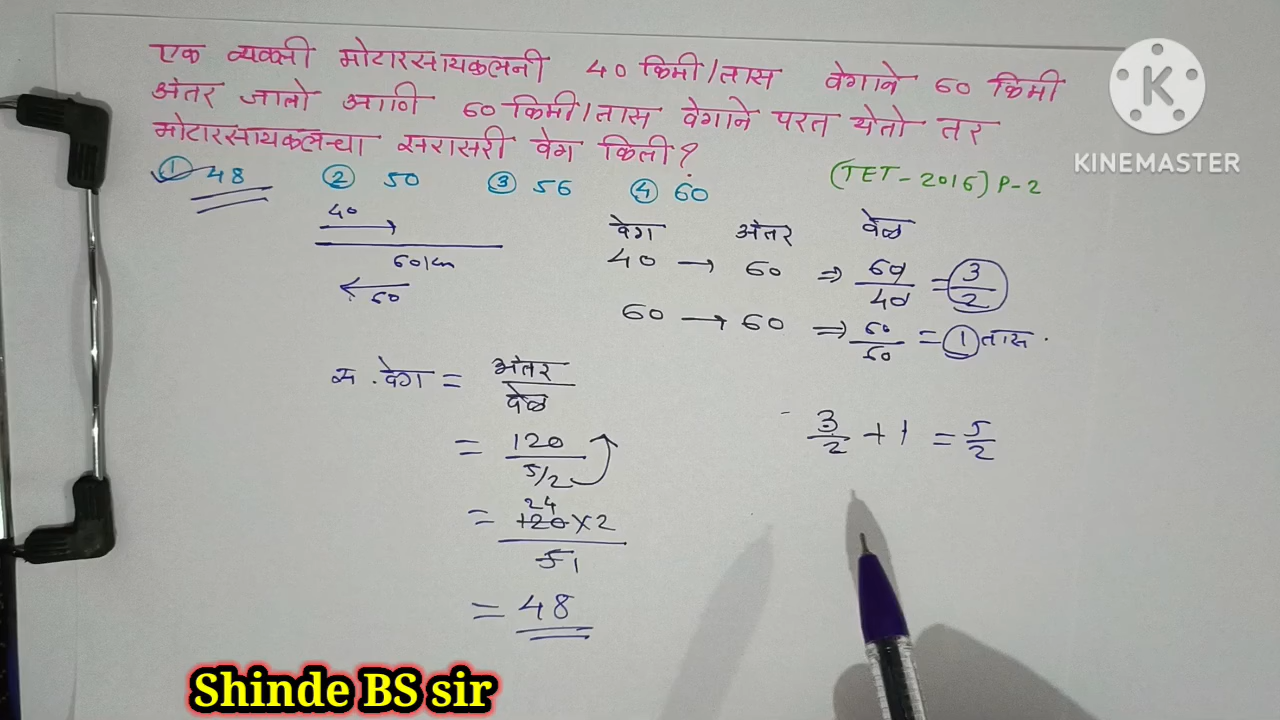 एक व्यक्ती मोटारसायकलनी 40 किमी/तास वेगाने 60 किमी
अंतर जातो आणि 60 किमी/तास वेगाने परत येतो तर
मोटारसायकलचा सरासरी वेग किती?
(TET-2016) P-2
① 48 ② 50 ③ 56 ④ 60
40
60km
60
वेग अंतर वेळ
40 → 60 ⇒ 60/40 = 3/2
60 → 60 ⇒ 60/60 = 1 तास.
स. वेग = अंतर/वेळ
= 120/5/2
3/2 + 1 = 5/2
= 24 120×2/5 1
= 48
KINEMASTER
Shinde BS sir